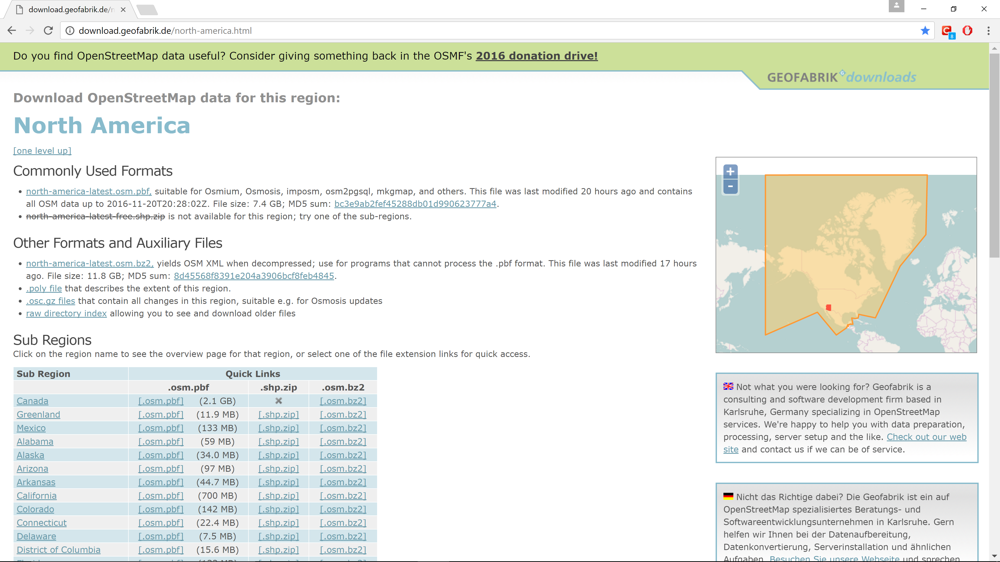 download.geofabrik.de/n
download.geofabrik.de/north-america.html
8
Do you find OpenStreetMap data useful? Consider giving something back in the OSMF's 2016 donation drive!
GEOFABRIK G downloads
Download OpenStreetMap data for this region:
North America
[one level up]
Commonly Used Formats
• north-america-latest.osm.pbf, suitable for Osmium, Osmosis, imposm, osm2pgsql, mkgmap, and others. This file was last modified 20 hours ago and contains
all OSM data up to 2016-11-20T20:28:02Z. File size: 7.4 GB; MD5 sum: bc3e9ab2fef45288db01d990623777a4.
• north-america-latest-free.shp.zip is not available for this region; try one of the sub-regions.
Other Formats and Auxiliary Files
• north-america-latest.osm.bz2, yields OSM XML when decompressed; use for programs that cannot process the .pbf format. This file was last modified 17 hours
ago. File size: 11.8 GB; MD5 sum: 8d45568f8391e204a3906bcf8feb4845.
• .poly file that describes the extent of this region.
• .osc.gz files that contain all changes in this region, suitable e.g. for Osmosis updates
• raw directory index allowing you to see and download older files
Sub Regions
Click on the region name to see the overview page for that region, or select one of the file extension links for quick access.
Sub Region Quick Links
.osm.pbf .shp.zip .osm.bz2
Canada [.osm.pbf] (2.1 GB) ✖ [.osm.bz2]
Greenland [.osm.pbf] (11.9 MB) [.shp.zip] [.osm.bz2]
Mexico [.osm.pbf] (133 MB) [.shp.zip] [.osm.bz2]
Alabama [.osm.pbf] (59 MB) [.shp.zip] [.osm.bz2]
Alaska [.osm.pbf] (34.0 MB) [.shp.zip] [.osm.bz2]
Arizona [.osm.pbf] (97 MB) [.shp.zip] [.osm.bz2]
Arkansas [.osm.pbf] (44.7 MB) [.shp.zip] [.osm.bz2]
California [.osm.pbf] (700 MB) [.shp.zip] [.osm.bz2]
Colorado [.osm.pbf] (142 MB) [.shp.zip] [.osm.bz2]
Connecticut [.osm.pbf] (22.4 MB) [.shp.zip] [.osm.bz2]
Delaware [.osm.pbf] (7.5 MB) [.shp.zip] [.osm.bz2]
District of Columbia [.osm.pbf] (15.6 MB) [.shp.zip] [.osm.bz2]
+
-
Not what you were looking for? Geofabrik is a
consulting and software development firm based in
Karlsruhe, Germany specializing in OpenStreetMap
services. We're happy to help you with data preparation,
processing, server setup and the like. Check out our web
site and contact us if we can be of service.
Nicht das Richtige dabei? Die Geofabrik ist ein auf
OpenStreetMap spezialisiertes Beratungs- und
Softwareentwicklungsunternehmen in Karlsruhe. Gern
helfen wir Ihnen bei der Datenaufbereitung,
Datenkonvertierung, Serverinstallation und ähnlichen
Aufgaben. Besuchen Sie unsere Webseite und sprechen